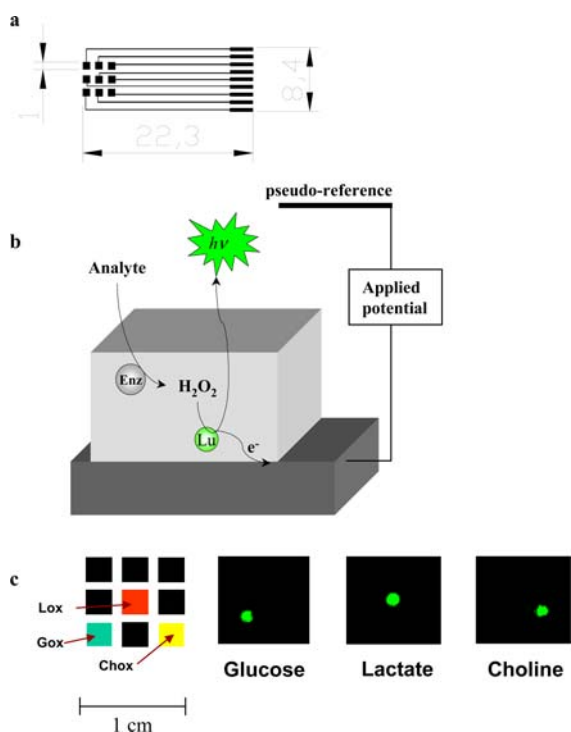 a
1
22,3
8,4
pseudo-reference
b
hν
Analyte
Applied
potential
Enz
H₂O₂
Lu
e⁻
c
Lox
Gox
Chox
Glucose
Lactate
Choline
1 cm